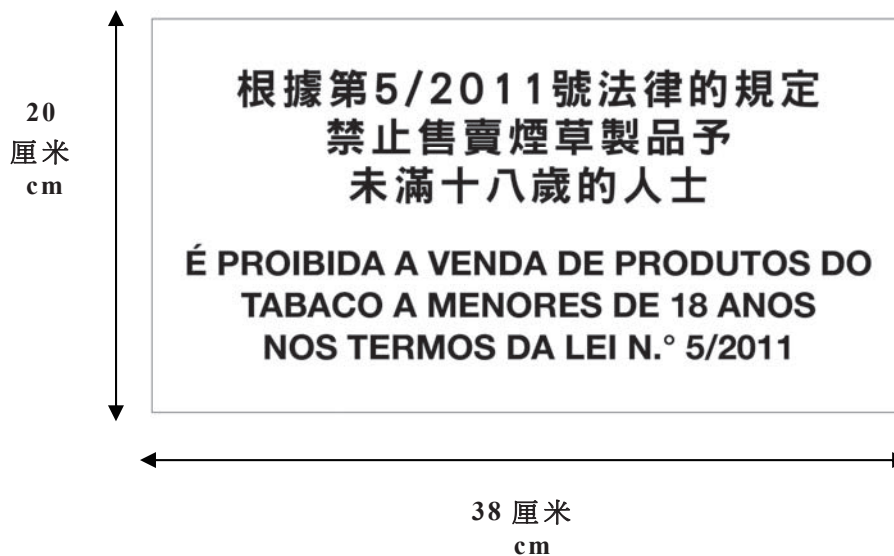 20
厘米
cm
根據第5/2011號法律的規定
禁止售賣煙草製品予
未滿十八歲的人士
É PROIBIDA A VENDA DE PRODUTOS DO
TABACO A MENORES DE 18 ANOS
NOS TERMOS DA LEI N.° 5/2011
38 厘米
cm